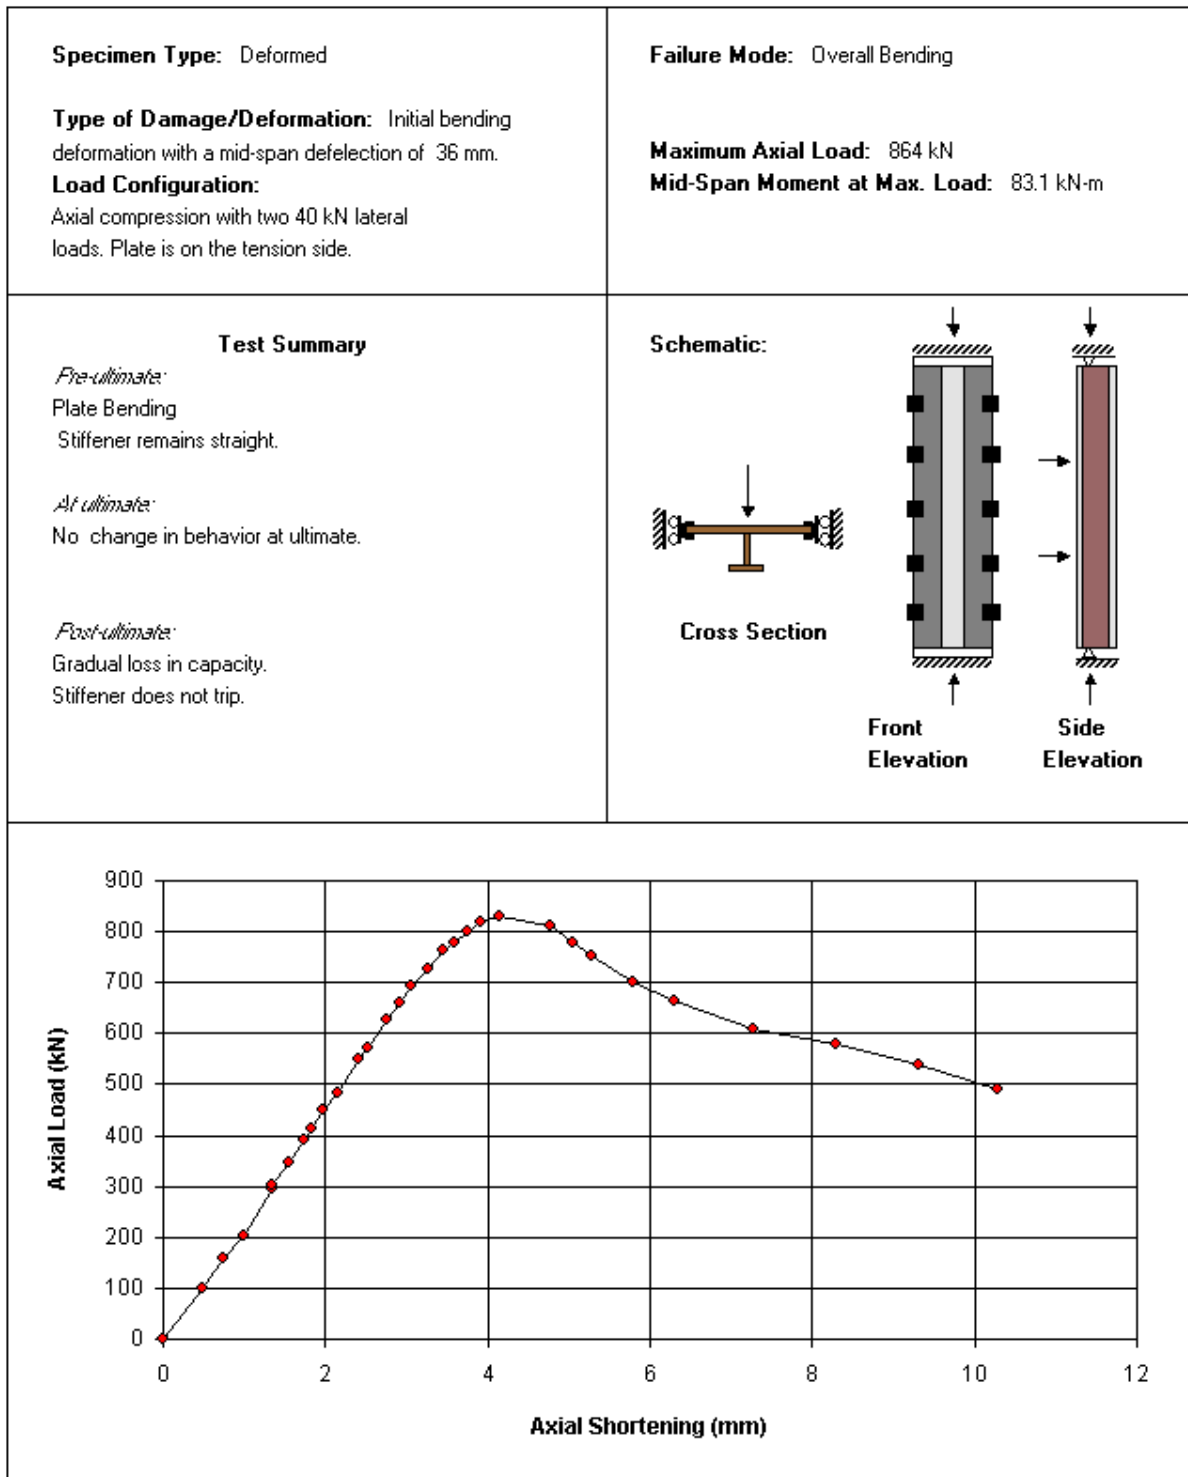 Specimen Type: Deformed
Type of Damage/Deformation: Initial bending
deformation with a mid-span defelection of 36 mm.
Load Configuration:
Axial compression with two 40 kN lateral
loads. Plate is on the tension side.
Failure Mode: Overall Bending
Maximum Axial Load: 864 kN
Mid-Span Moment at Max. Load: 83.1 kN-m
Test Summary
Pre-ultimate:
Plate Bending
Stiffener remains straight.
At ultimate:
No change in behavior at ultimate.
Post-ultimate:
Gradual loss in capacity.
Stiffener does not trip.
Schematic:
Cross Section
Front
Elevation
Side
Elevation
900
800
700
600
500
400
300
200
100
0
Axial Load (kN)
0 2 4 6 8 10 12
Axial Shortening (mm)